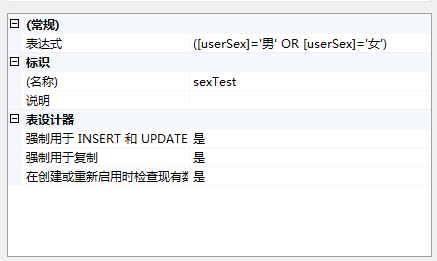 (常规)
表达式 ([userSex]='男' OR [userSex]='女')
标识
(名称) sexTest
说明
表设计器
强制用于 INSERT 和 UPDATE 是
强制用于复制 是
在创建或重新启用时检查现有数 是